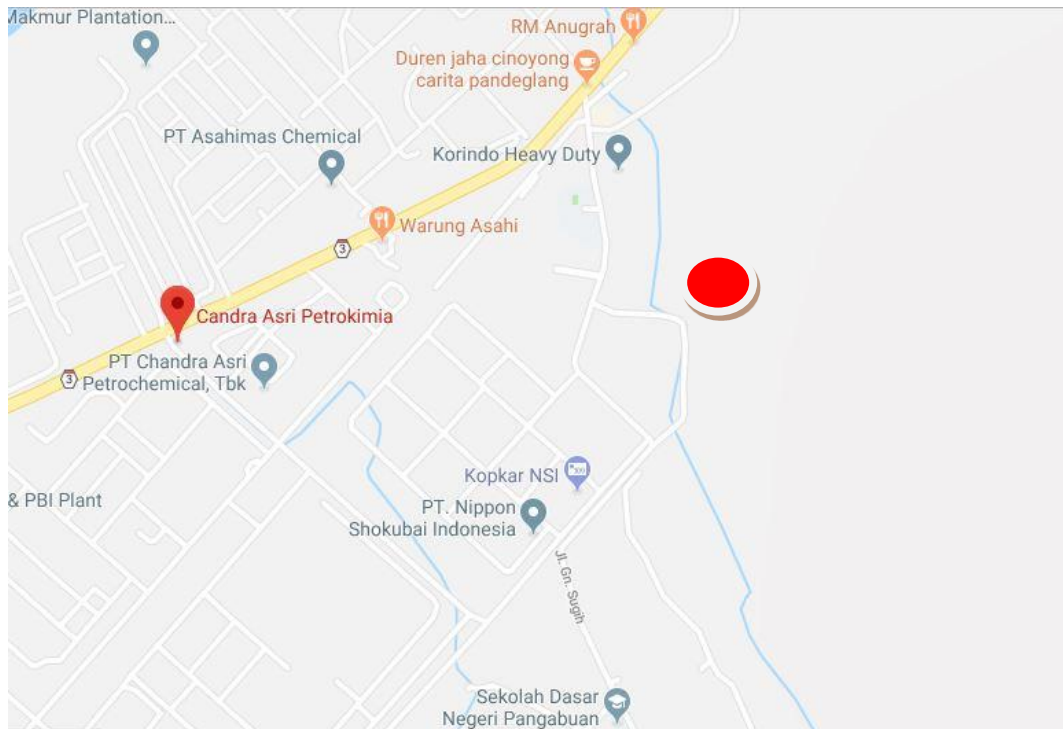 Makmur Plantation...
RM Anugrah
Duren jaha cinoyong
carita pandeglang
PT Asahimas Chemical
Korindo Heavy Duty
Warung Asahi
3
Candra Asri Petrokimia
PT Chandra Asri
Petrochemical, Tbk
3
Kopkar NSI
& PBI Plant
PT. Nippon
Shokubai Indonesia
Jl. Gn. Sugih
Sekolah Dasar
Negeri Pangabuan